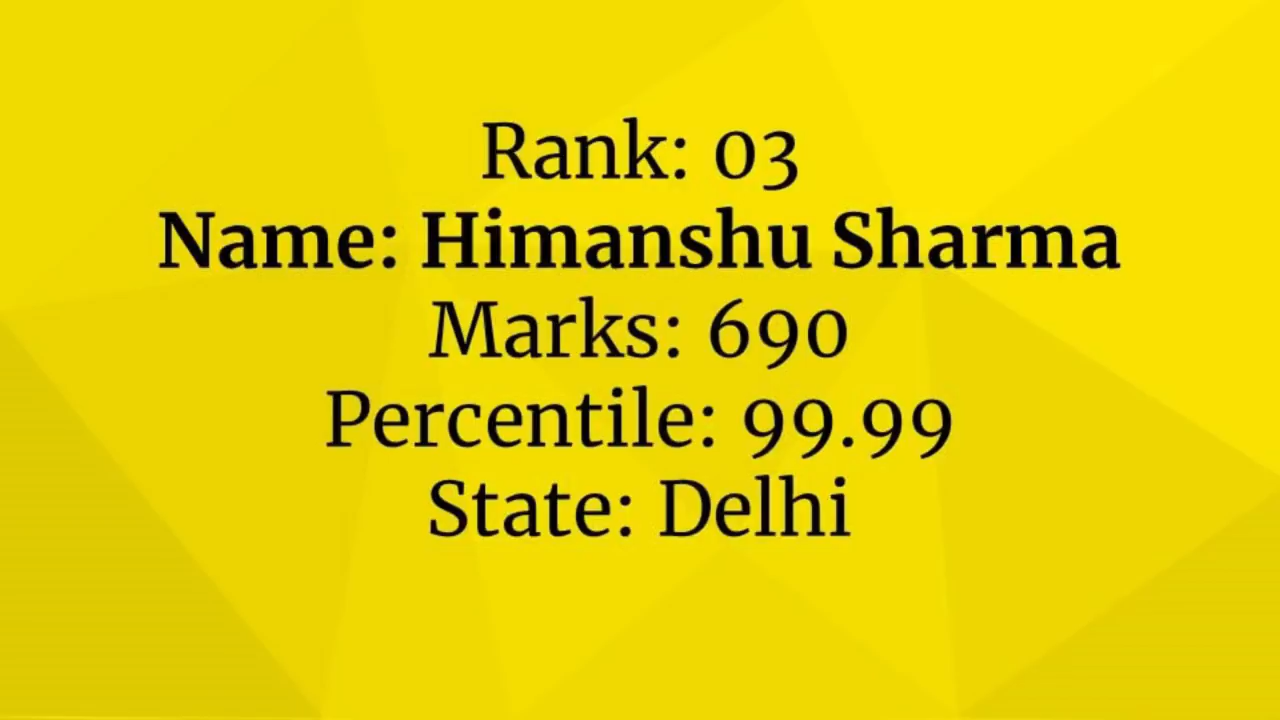 Rank: 03
Name: Himanshu Sharma
Marks: 690
Percentile: 99.99
State: Delhi